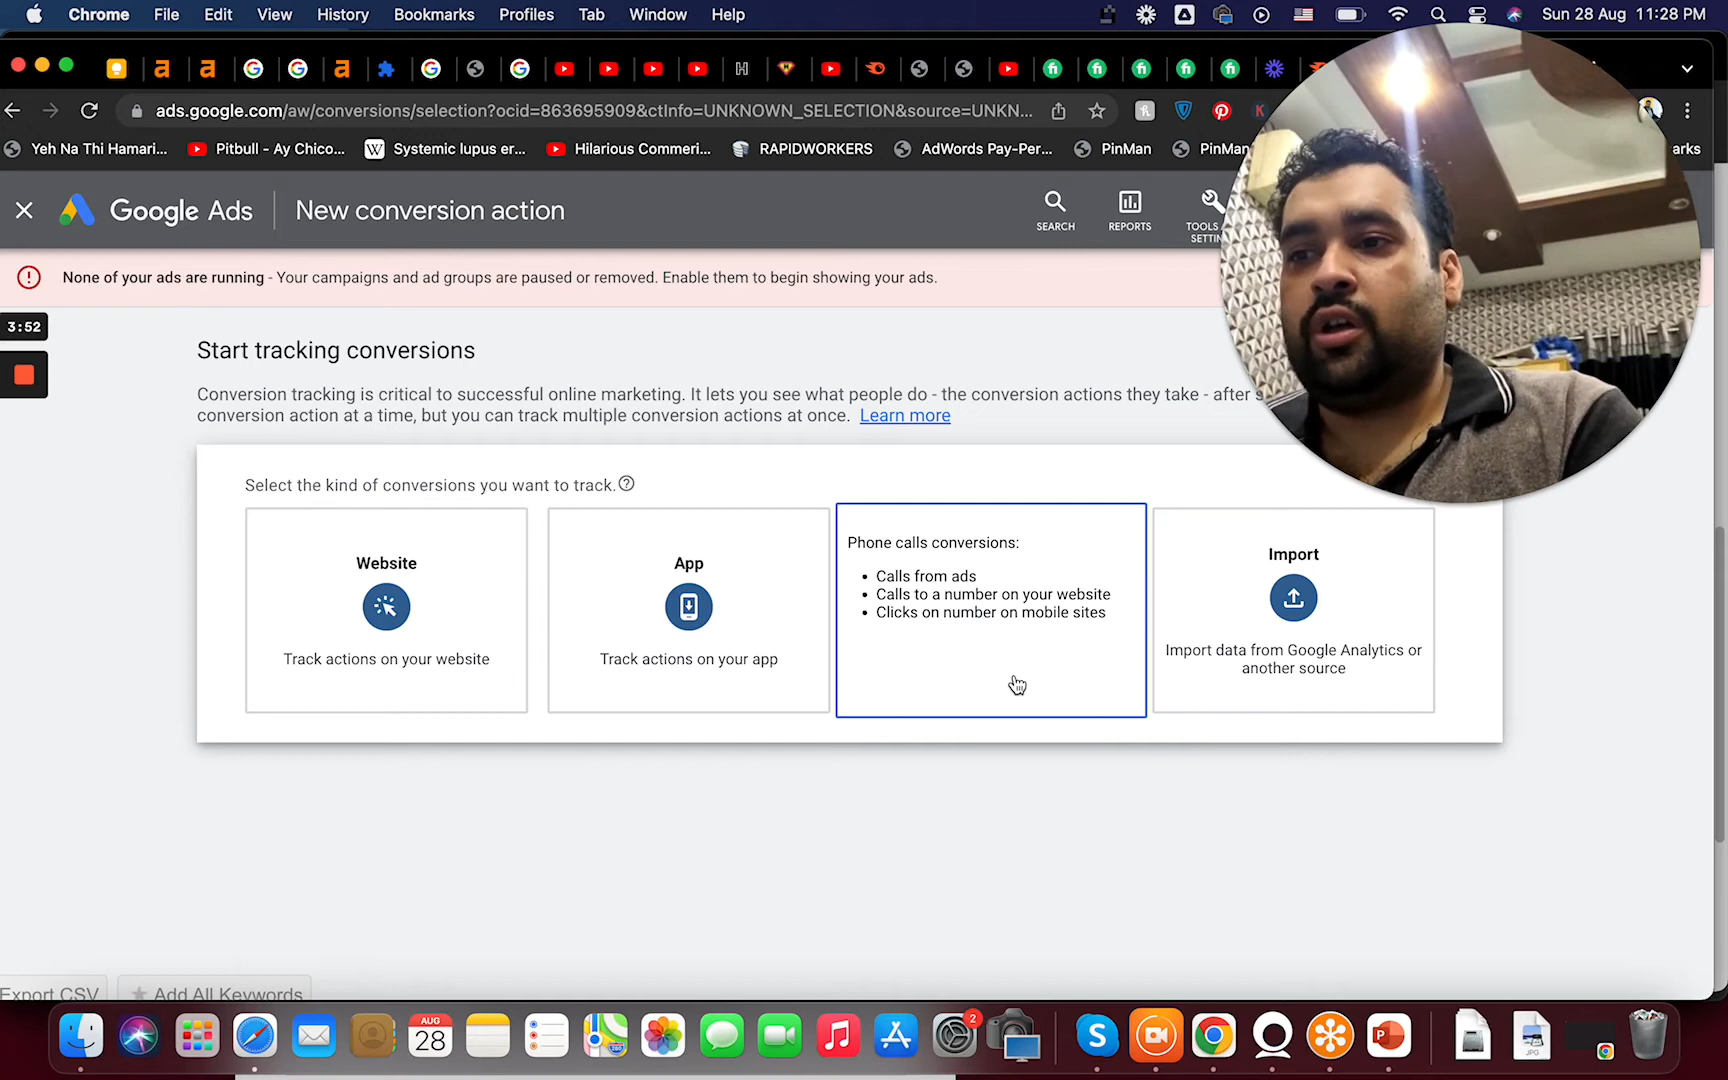 Chrome File Edit View History Bookmarks Profiles Tab Window Help Sun 28 Aug 11:28 PM
ads.google.com/aw/conversions/selection?ocid=863695909&ctInfo=UNKNOWN_SELECTION&source=UNKN...
Yeh Na Thi Hamari... Pitbull - Ay Chico... Systemic lupus er... Hilarious Commeri... RAPIDWORKERS AdWords Pay-Per... PinMan PinMan arks
Google Ads New conversion action
SEARCH REPORTS TOOLS
SETTIN
None of your ads are running - Your campaigns and ad groups are paused or removed. Enable them to begin showing your ads.
3:52
Start tracking conversions
Conversion tracking is critical to successful online marketing. It lets you see what people do - the conversion actions they take - after
conversion action at a time, but you can track multiple conversion actions at once. Learn more
Select the kind of conversions you want to track.
Website
Track actions on your website
App
Track actions on your app
Phone calls conversions:
• Calls from ads
• Calls to a number on your website
• Clicks on number on mobile sites
Import
Import data from Google Analytics or
another source
Export CSV Add All Keywords
AUG
28
2
JPG